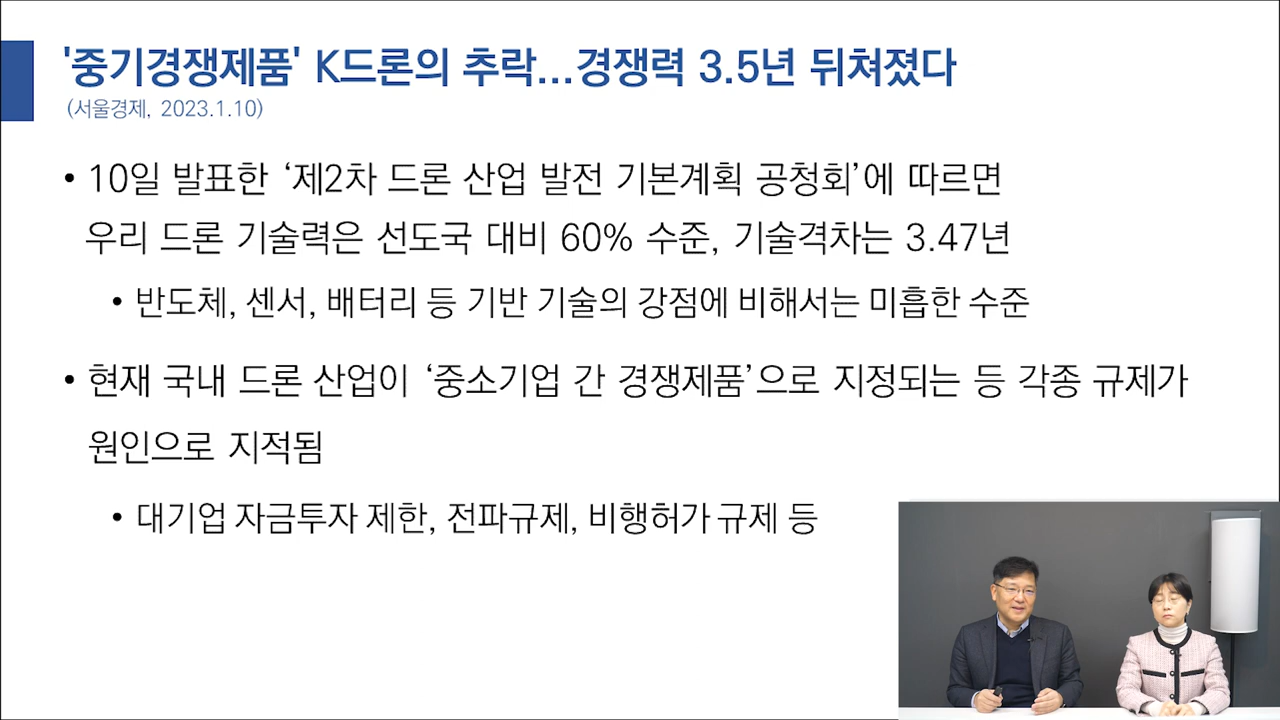 '중기경쟁제품' K드론의 추락...경쟁력 3.5년 뒤쳐졌다
(서울경제, 2023.1.10)
• 10일 발표한 ‘제2차 드론 산업 발전 기본계획 공청회’에 따르면
우리 드론 기술력은 선도국 대비 60% 수준, 기술격차는 3.47년
• 반도체, 센서, 배터리 등 기반 기술의 강점에 비해서는 미흡한 수준
• 현재 국내 드론 산업이 ‘중소기업 간 경쟁제품’으로 지정되는 등 각종 규제가
원인으로 지적됨
• 대기업 자금투자 제한, 전파규제, 비행허가 규제 등